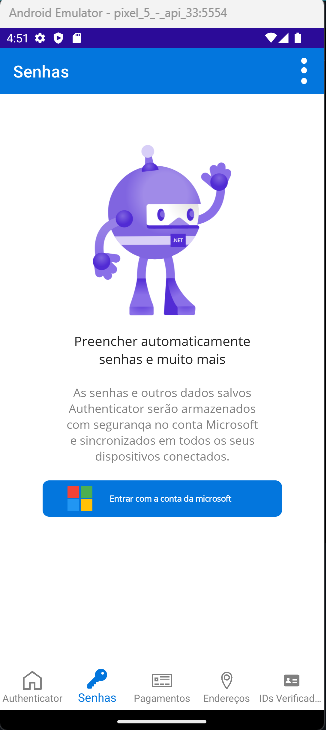 Android Emulator - pixel_5_-_api_33:5554
4:51
Senhas
.NET
Preencher automaticamente
senhas e muito mais
As senhas e outros dados salvos
Authenticator serão armazenados
com seguranqa no conta Microsoft
e sincronizados em todos os seus
dispositivos conectados.
Entrar com a conta da microsoft
Authenticator
Senhas
Pagamentos
Endereços
IDs Verificad...